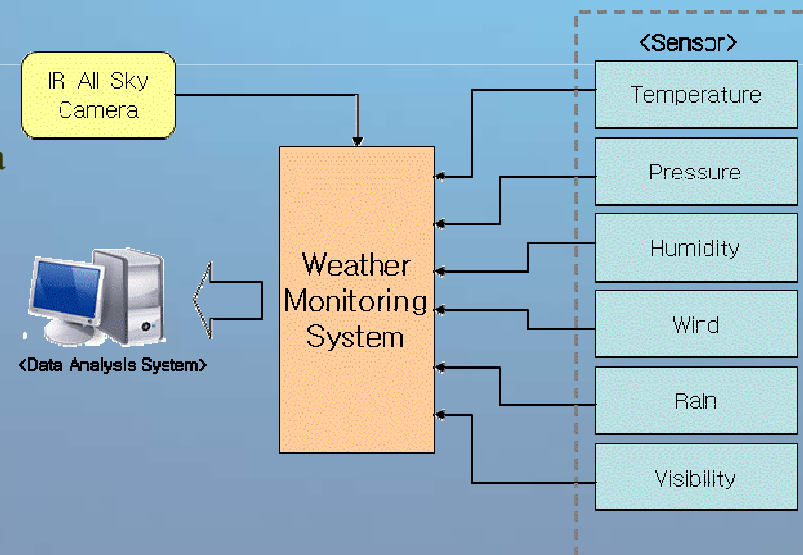 <Sensor>
IR All Sky
Camera
Temperature
Pressure
Humidity
Weather
Monitoring
System
Wind
<Data Analysis System>
Rain
Visibility